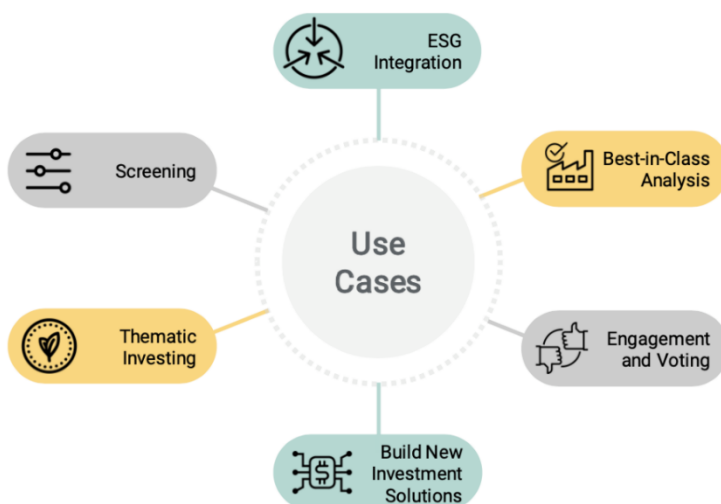 ESG
Integration
Screening
Best-in-Class
Analysis
Use
Cases
Thematic
Investing
Engagement
and Voting
Build New
Investment
Solutions